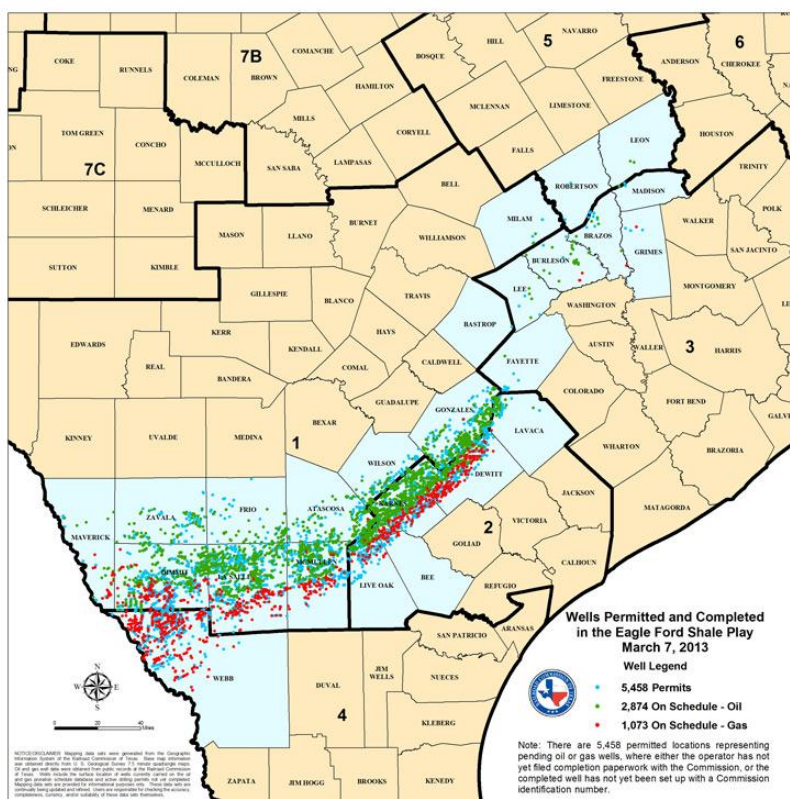 NAVARRO
HILL
5
6
COMANCHE
7B
BOSQUE
ANDERSON
CHEROKEE
COKE
RUNNELS
COLEMAN
BROWN
HAMILTON
FREESTONE
MCLENNAN
LIMESTONE
MILLS
CORYELL
LEON
HOUSTON
TOM GREEN
CONCHO
MCCULLOCH
SAN SABA
LAMPASAS
FALLS
TRINITY
7C
BELL
ROBERTSON
MADISON
POLK
SCHLEICHER
MENARD
MASON
LLANO
BURNET
MILAM
WALKER
WILLIAMSON
BRAZOS
SAN JACINTO
GRIMES
SUTTON
KIMBLE
BURLESON
GILLESPIE
BLANCO
TRAVIS
LEE
MONTGOMERY
WASHINGTON
EDWARDS
KERR
HAYS
BASTROP
AUSTIN
WALLER
3
HARRIS
REAL
KENDALL
COMAL
CALDWELL
FAYETTE
BANDERA
COLORADO
FORT BEND
GUADALUPE
GONZALES
BEXAR
LAVACA
KINNEY
UVALDE
MEDINA
1
WHARTON
BRAZORIA
WILSON
DEWITT
JACKSON
MATAGORDA
FRIO
ATASCOSA
KARNES
ZAVALA
VICTORIA
MAVERICK
2
GOLIAD
CALHOUN
DIMMIT
LA SALLE
MCMULLEN
LIVE OAK
BEE
REFUGIO
ARANSAS
SAN PATRICIO
WEBB
DUVAL
JIM
WELLS
NUECES
4
KLEBERG
ZAPATA
JIM HOGG
BROOKS
KENEDY
N
W
E
S
Wells Permitted and Completed
in the Eagle Ford Shale Play
March 7, 2013
Well Legend
5,458 Permits
2,874 On Schedule - Oil
1,073 On Schedule - Gas
Note: There are 5,458 permitted locations representing
pending oil or gas wells, where either the operator has not
yet filed completion paperwork with the Commission, or the
completed well has not yet been set up with a Commission
identification number.
0
20
40
Miles